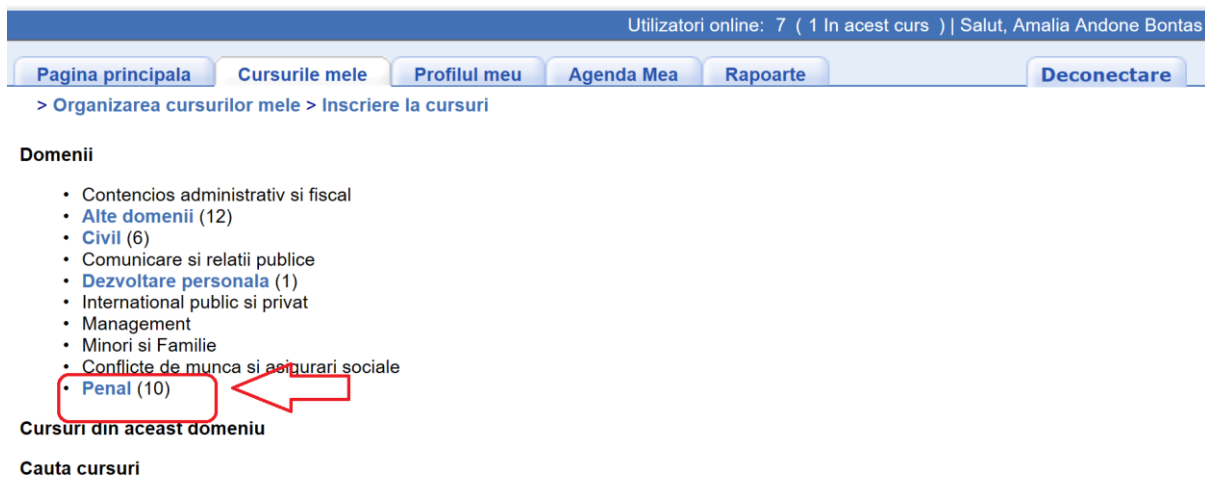 Utilizatori online: 7 ( 1 In acest curs ) | Salut, Amalia Andone Bontas
Pagina principala Cursurile mele Profilul meu Agenda Mea Rapoarte Deconectare
> Organizarea cursurilor mele > Inscriere la cursuri
Domenii
• Contencios administrativ si fiscal
• Alte domenii (12)
• Civil (6)
• Comunicare si relatii publice
• Dezvoltare personala (1)
• International public si privat
• Management
• Minori si Familie
• Conflicte de munca si asigurari sociale
• Penal (10)
Cursuri din aceast domeniu
Cauta cursuri